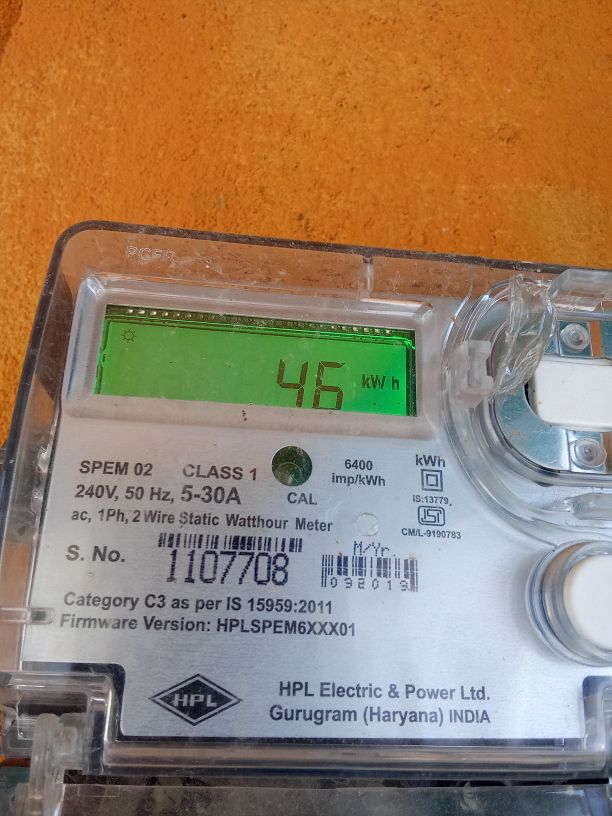 46 kWh
SPEM 02 CLASS 1
240V, 50 Hz, 5-30A
CAL
6400
imp/kWh
kWh
IS:13779
ISI
CM/L-9190783
ac, 1Ph, 2 Wire Static Watthour Meter
S. No. 1107708
M/Yr.
092019
Category C3 as per IS 15959:2011
Firmware Version: HPLSPEM6XXX01
HPL
HPL Electric & Power Ltd.
Gurugram (Haryana) INDIA